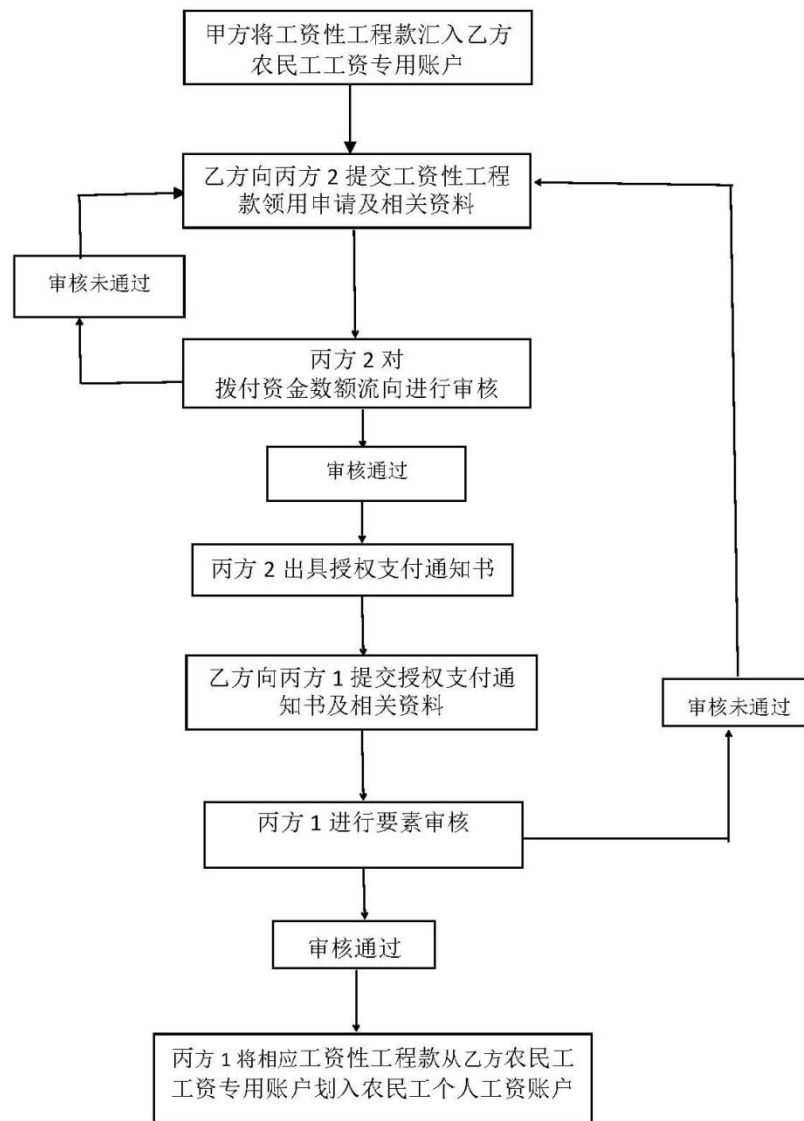 甲方将工资性工程款汇入乙方
农民工工资专用账户
乙方向丙方 2 提交工资性工程
款领用申请及相关资料
审核未通过
丙方 2 对
拨付资金数额流向进行审核
审核通过
丙方 2 出具授权支付通知书
乙方向丙方 1 提交授权支付通
知书及相关资料
审核未通过
丙方 1 进行要素审核
审核通过
丙方 1 将相应工资性工程款从乙方农民工
工资专用账户划入农民工个人工资账户